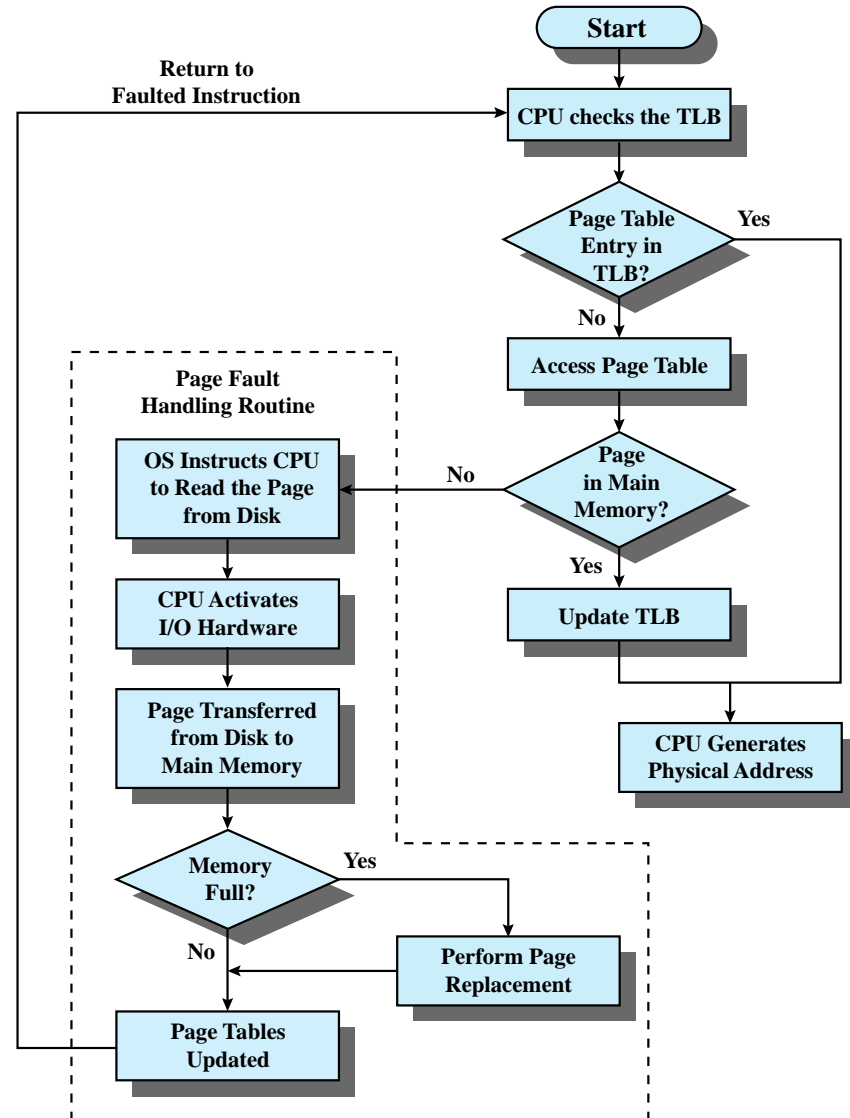 Start
Return to
Faulted Instruction
CPU checks the TLB
Page Table
Entry in
TLB?
Yes
No
Access Page Table
Page Fault
Handling Routine
OS Instructs CPU
to Read the Page
from Disk
No
Page
in Main
Memory?
Yes
CPU Activates
I/O Hardware
Update TLB
Page Transferred
from Disk to
Main Memory
CPU Generates
Physical Address
Memory
Full?
Yes
No
Perform Page
Replacement
Page Tables
Updated